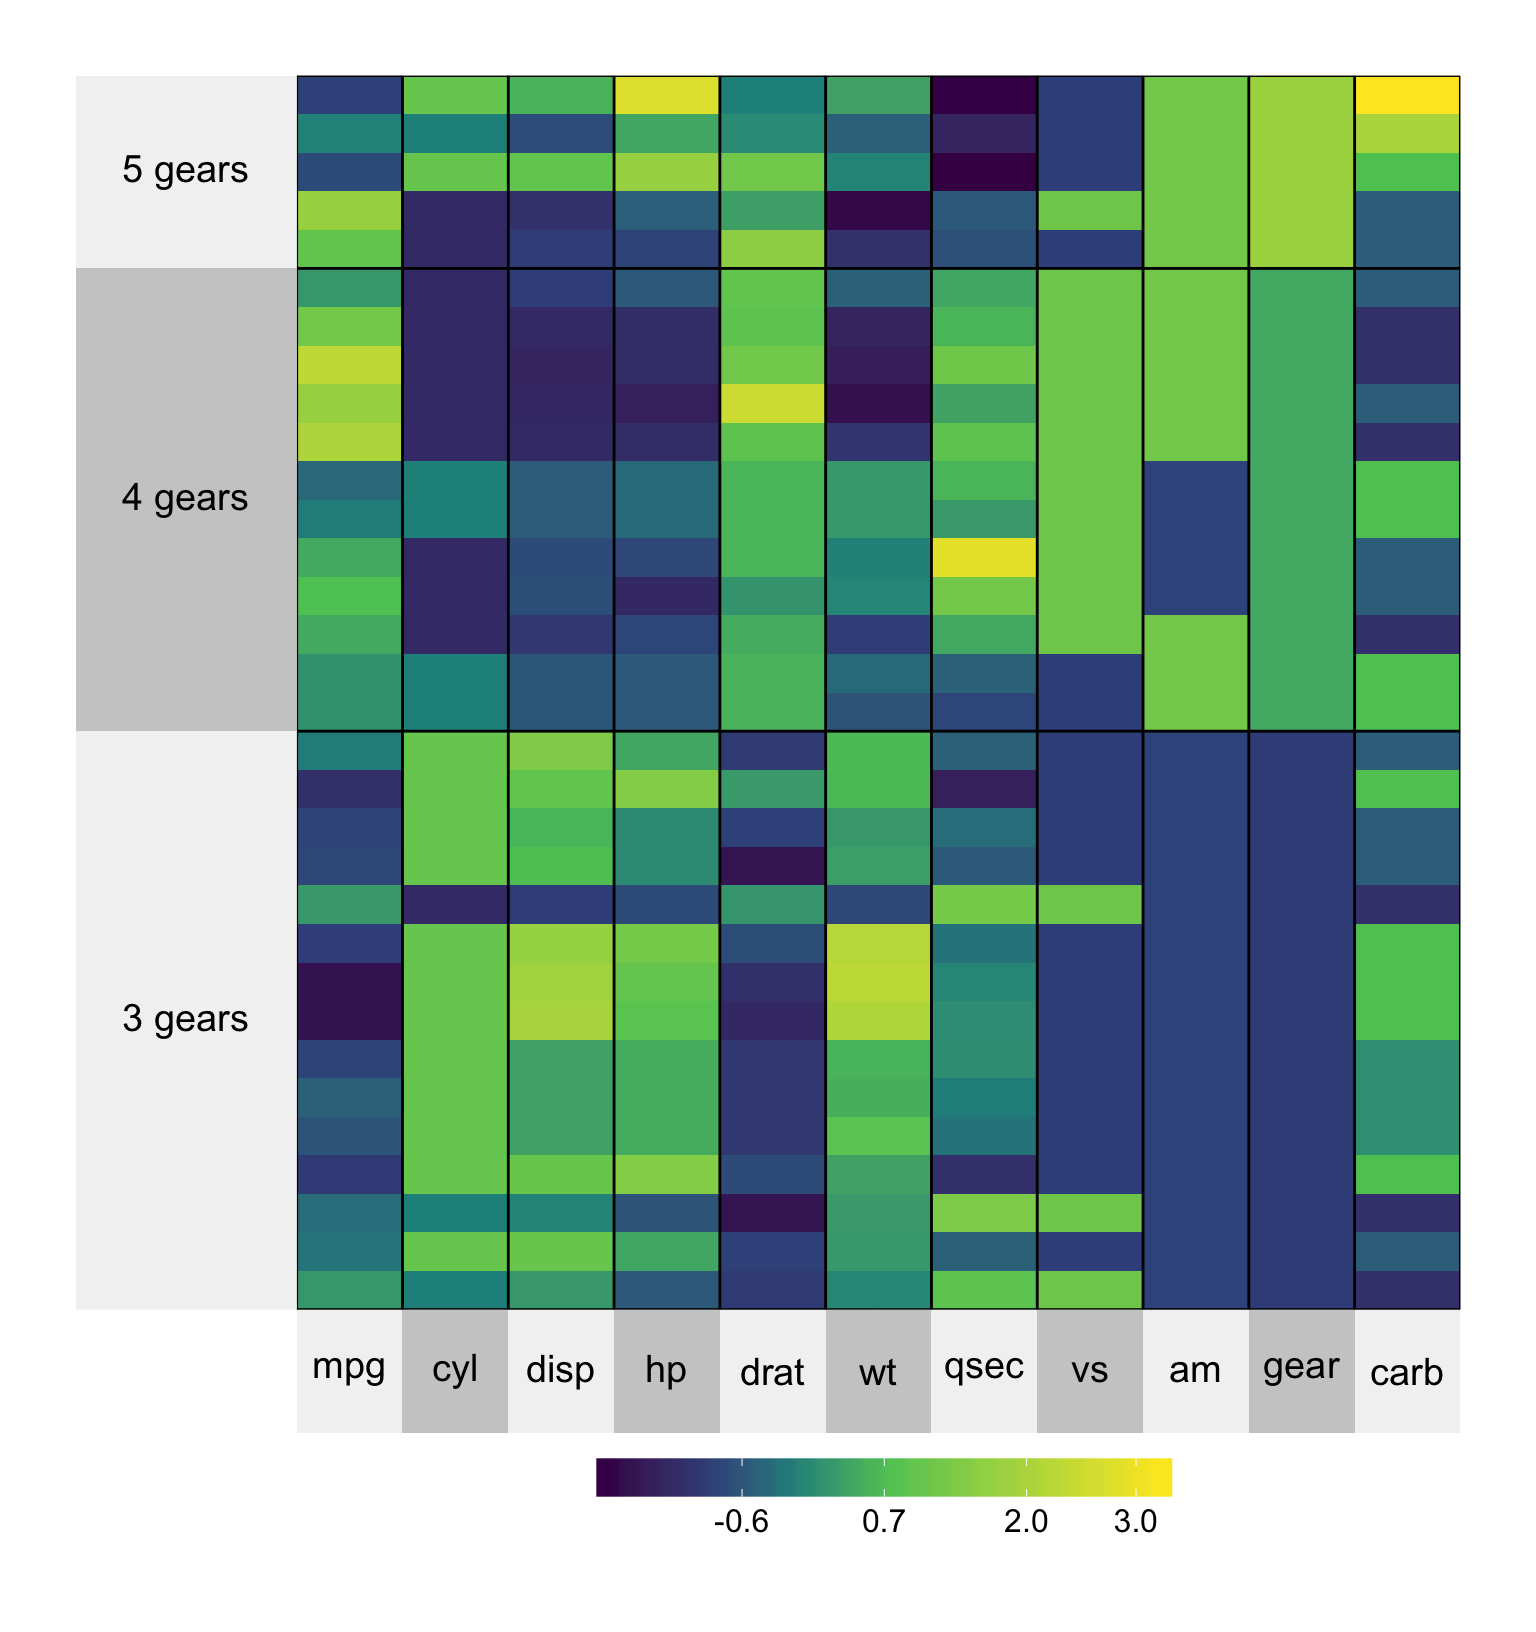 5 gears
4 gears
3 gears
mpg cyl disp hp drat wt qsec vs am gear carb
-0.6 0.7 2.0 3.0